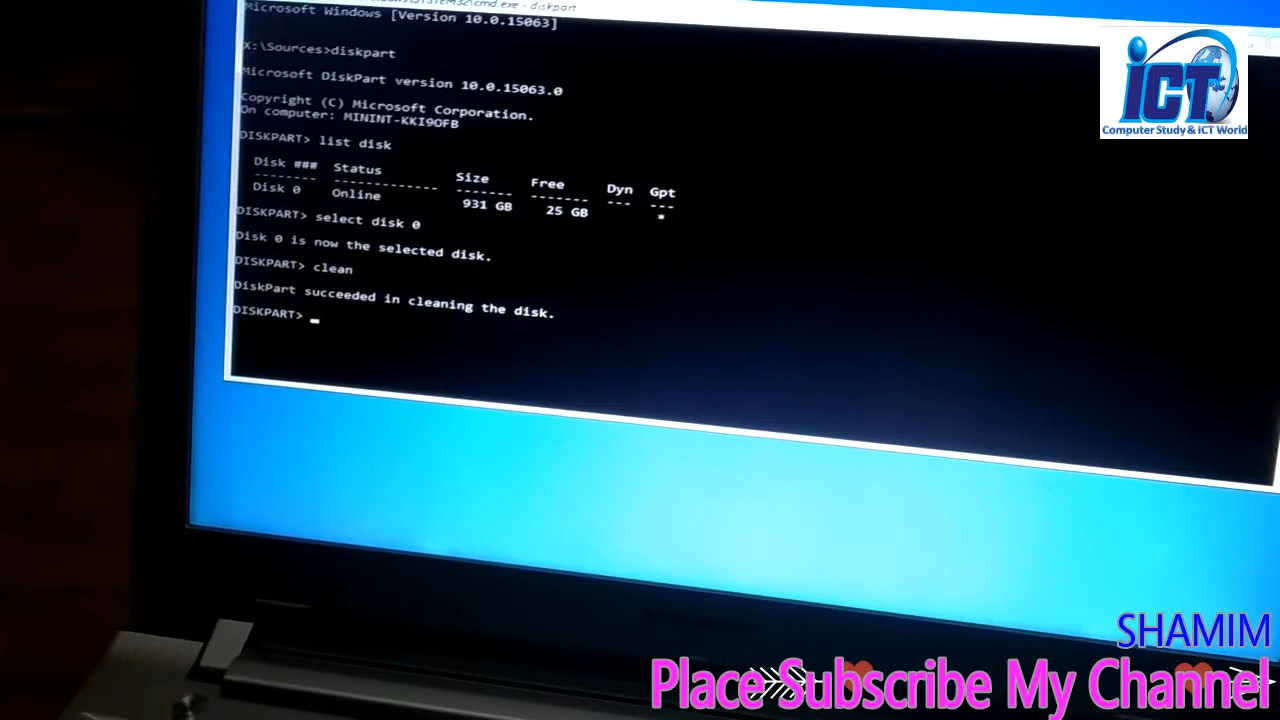 cmd.exe - diskpart
Microsoft Windows [Version 10.0.15063]
X:\Sources>diskpart
Microsoft DiskPart version 10.0.15063.0
Copyright (C) Microsoft Corporation.
On computer: MININT-KKI9OFB
DISKPART> list disk
Disk ### Status Size Free Dyn Gpt
-------- ------------- ------- ------- --- ---
Disk 0 Online 931 GB 25 GB *
DISKPART> select disk 0
Disk 0 is now the selected disk.
DISKPART> clean
DiskPart succeeded in cleaning the disk.
DISKPART>
iCT
Computer Study & ICT World
SHAMIM
Place Subscribe My Channel